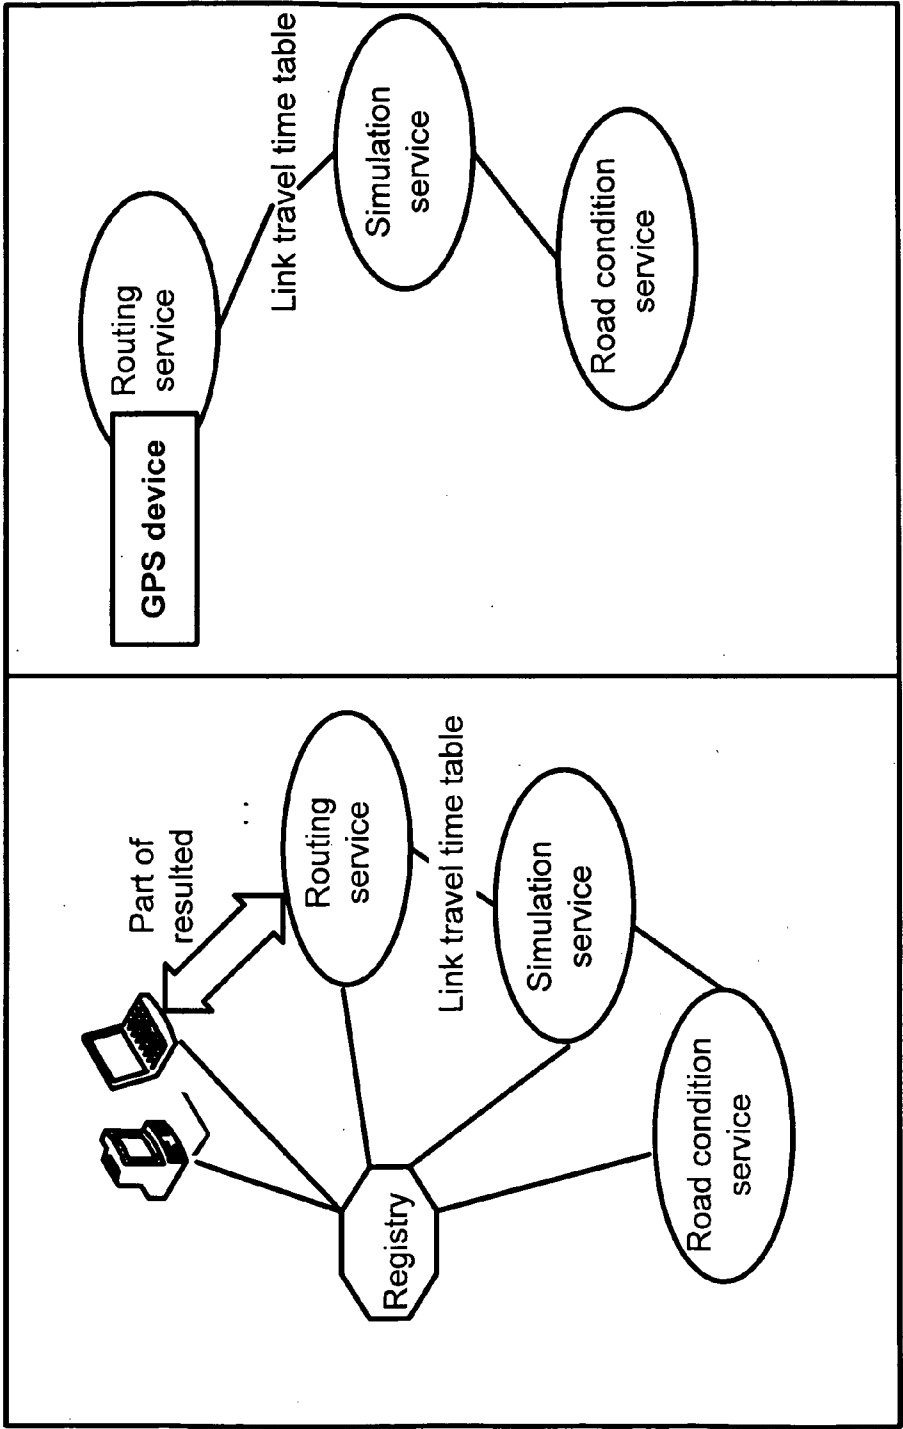 Part of
resulted
Routing
service
Link travel time table
Simulation
service
Registry
Road condition
service
GPS device
Routing
service
Link travel time table
Simulation
service
Road condition
service